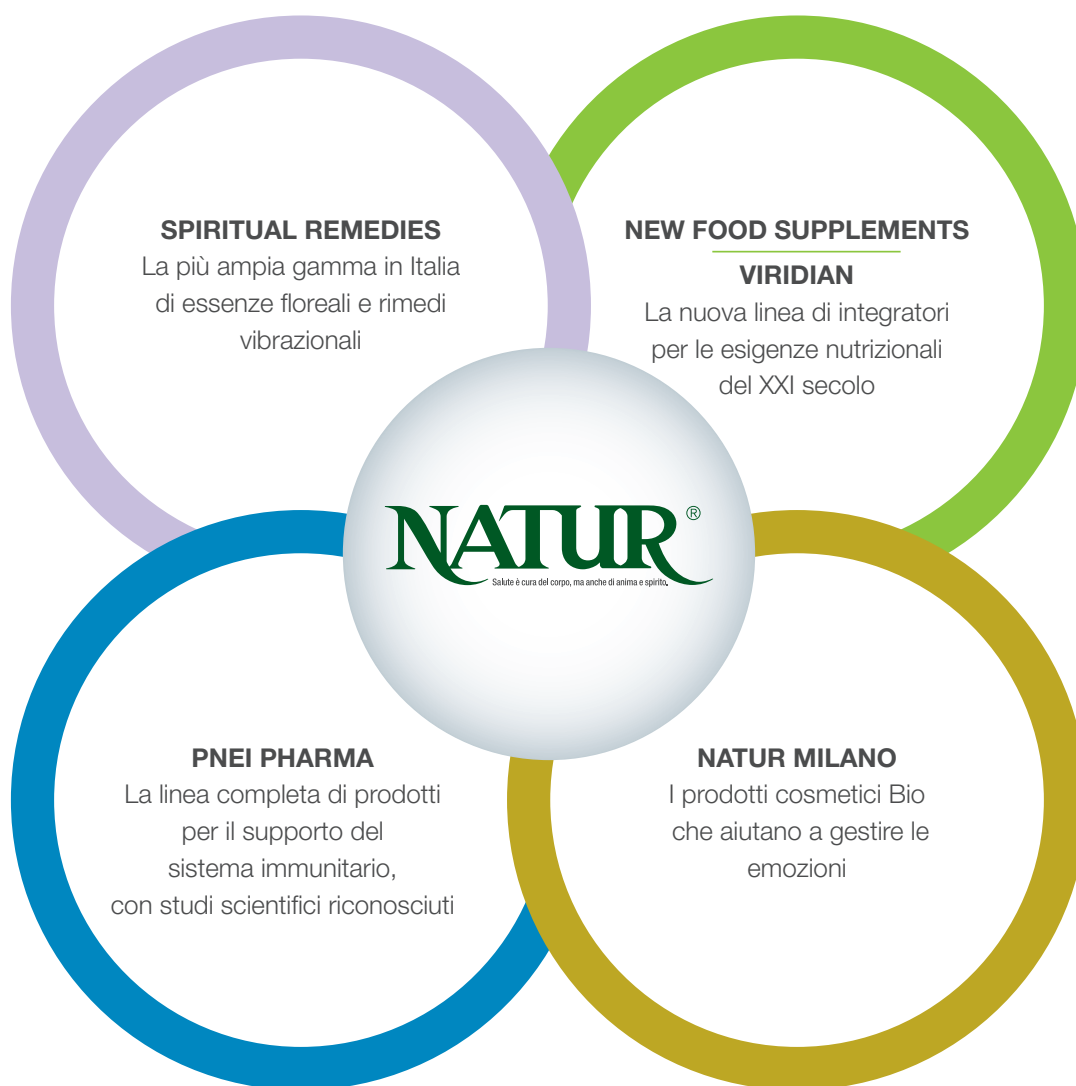 SPIRITUAL REMEDIES
La più ampia gamma in Italia
di essenze floreali e rimedi
vibrazionali
NEW FOOD SUPPLEMENTS
VIRIDIAN
La nuova linea di integratori
per le esigenze nutrizionali
del XXI secolo
NATUR®
Salute è cura del corpo, ma anche di anima e spirito.
PNEI PHARMA
La linea completa di prodotti
per il supporto del
sistema immunitario,
con studi scientifici riconosciuti
NATUR MILANO
I prodotti cosmetici Bio
che aiutano a gestire le
emozioni